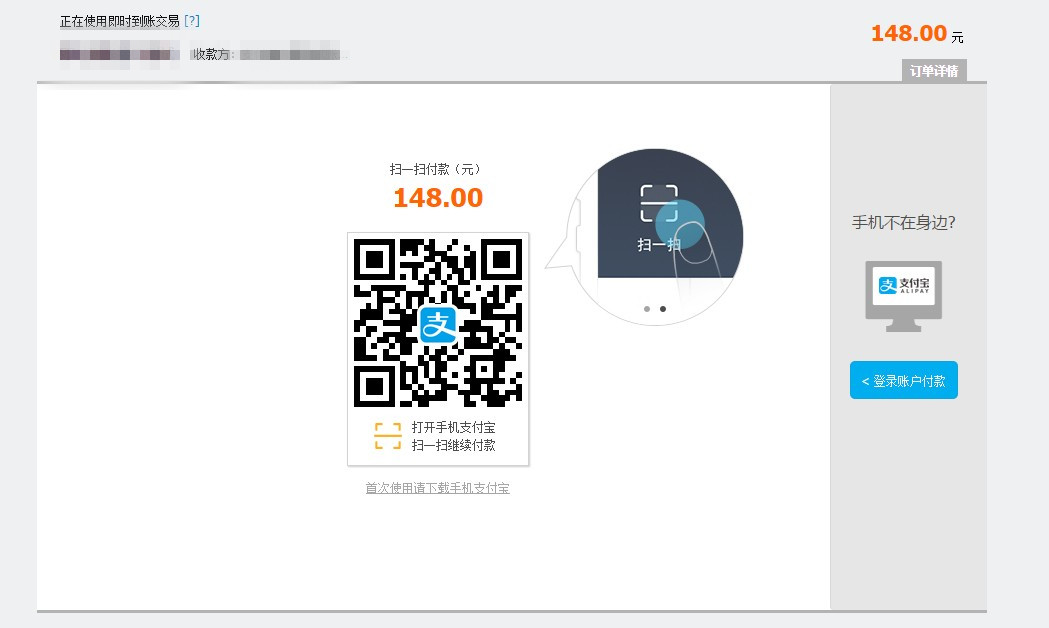 正在使用即时到账交易 [?]
148.00 元
收款方：
订单详情
扫一扫付款（元）
148.00
扫一扫
手机不在身边?
支
支付宝
ALIPAY
< 登录账户付款
打开手机支付宝
扫一扫继续付款
首次使用请下载手机支付宝